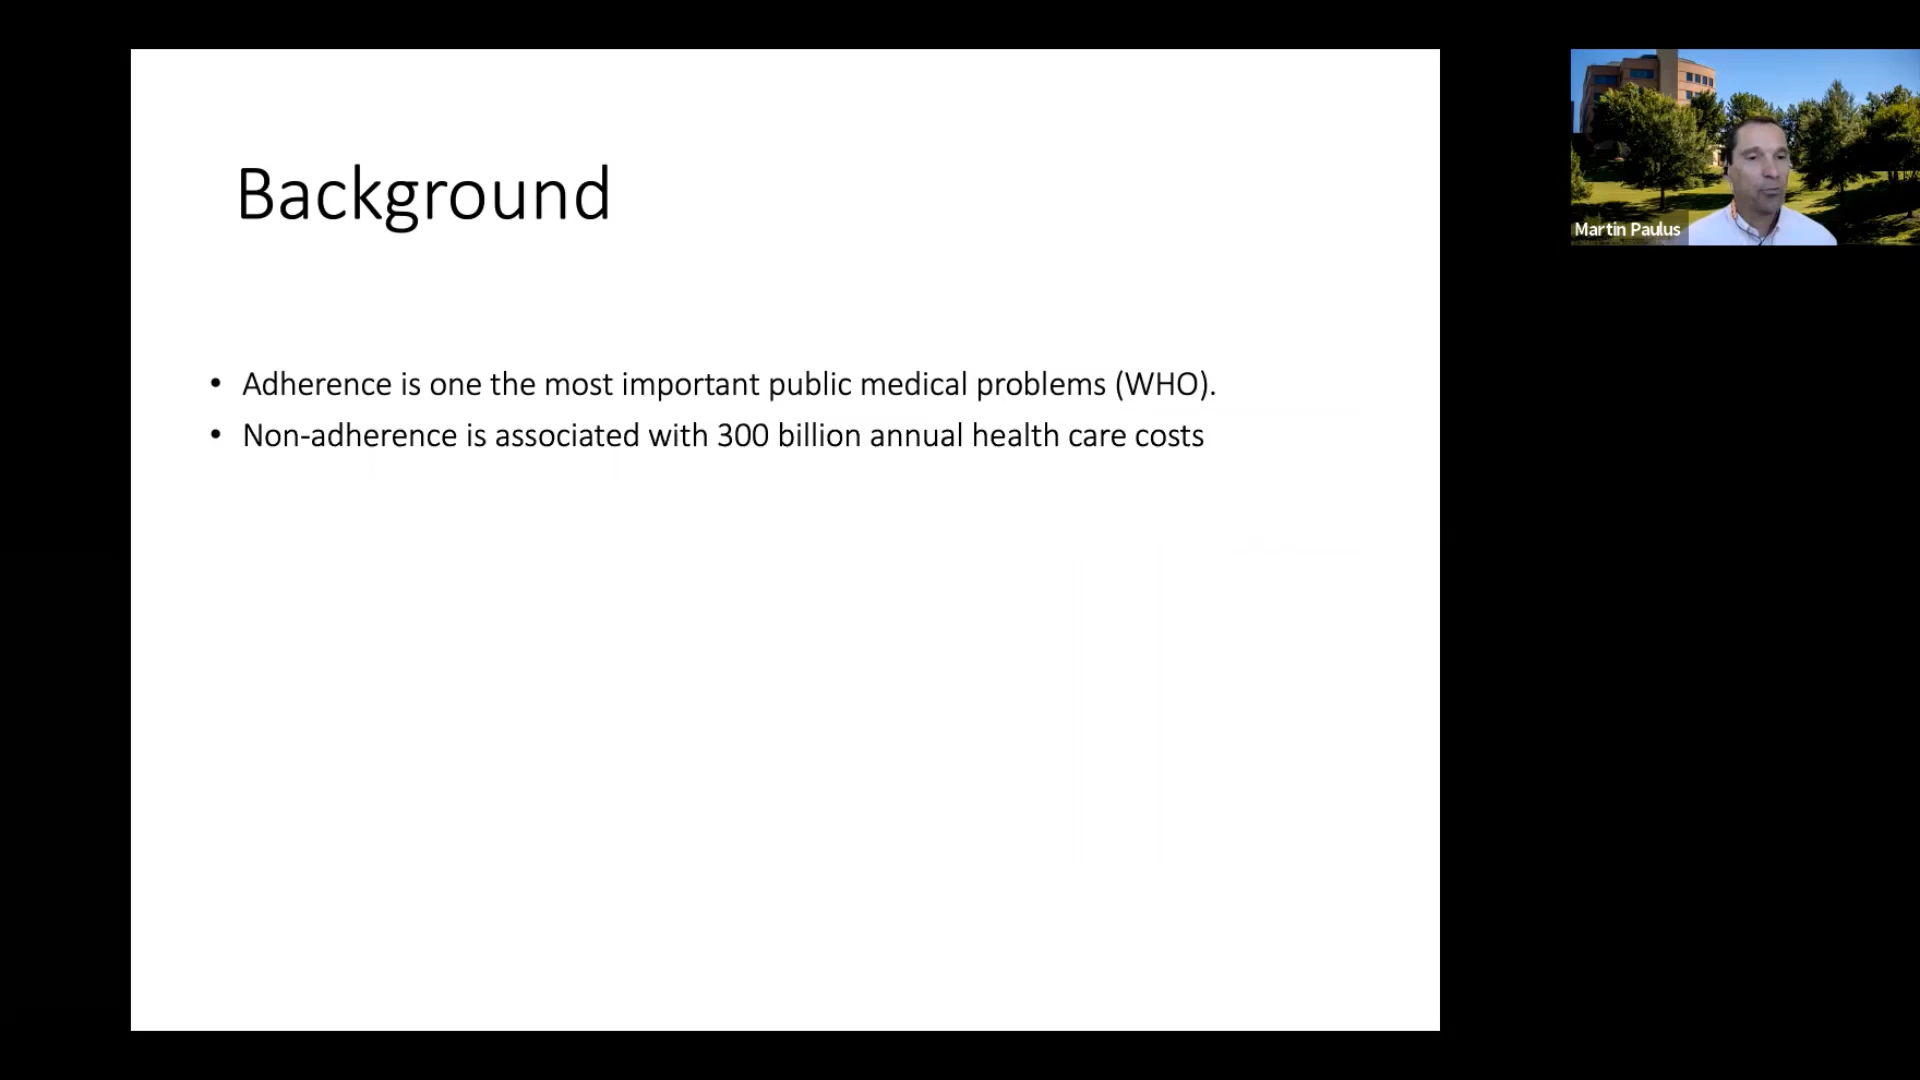 Background
• Adherence is one the most important public medical problems (WHO).
• Non-adherence is associated with 300 billion annual health care costs
Martin Paulus